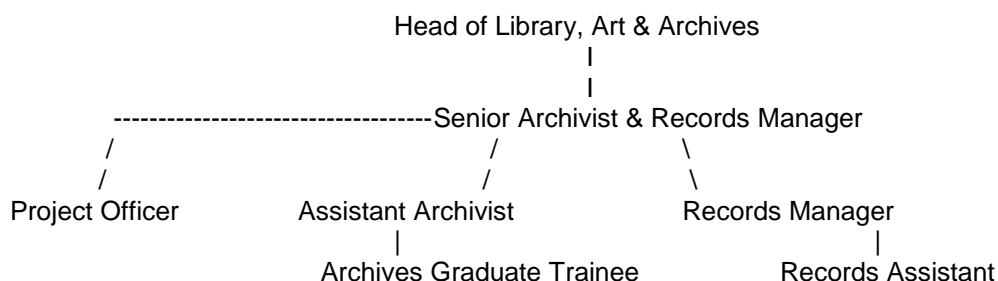 Head of Library, Art & Archives
I
I
------------------------------------Senior Archivist & Records Manager
/ / \
/ / \
/ / \
Project Officer Assistant Archivist Records Manager
| |
Archives Graduate Trainee Records Assistant